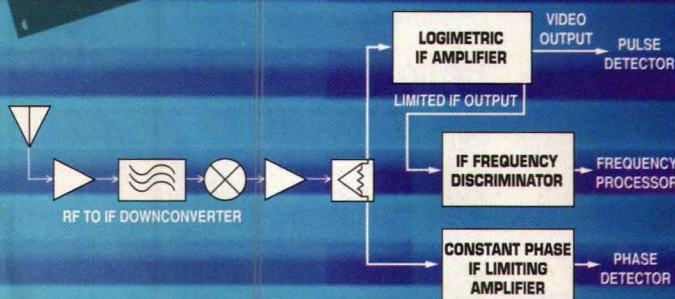 LOGIMETRIC
IF AMPLIFIER
VIDEO
OUTPUT
PULSE
DETECTOR
LIMITED IF OUTPUT
IF FREQUENCY
DISCRIMINATOR
FREQUENCY
PROCESSOR
RF TO IF DOWNCONVERTER
CONSTANT PHASE
IF LIMITING
AMPLIFIER
PHASE
DETECTOR